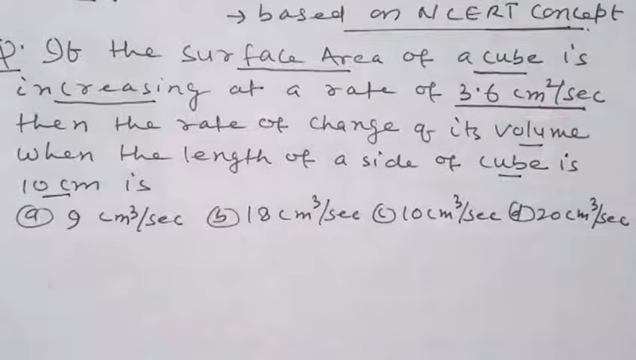 → based on NCERT Concept
Q. If the surface Area of a cube is
increasing at a rate of 3.6 cm²/sec
then the rate of change of its volume
when the length of a side of cube is
10 cm is
(a) 9 cm³/sec (b) 18 cm³/sec (c) 10 cm³/sec (d) 20 cm³/sec